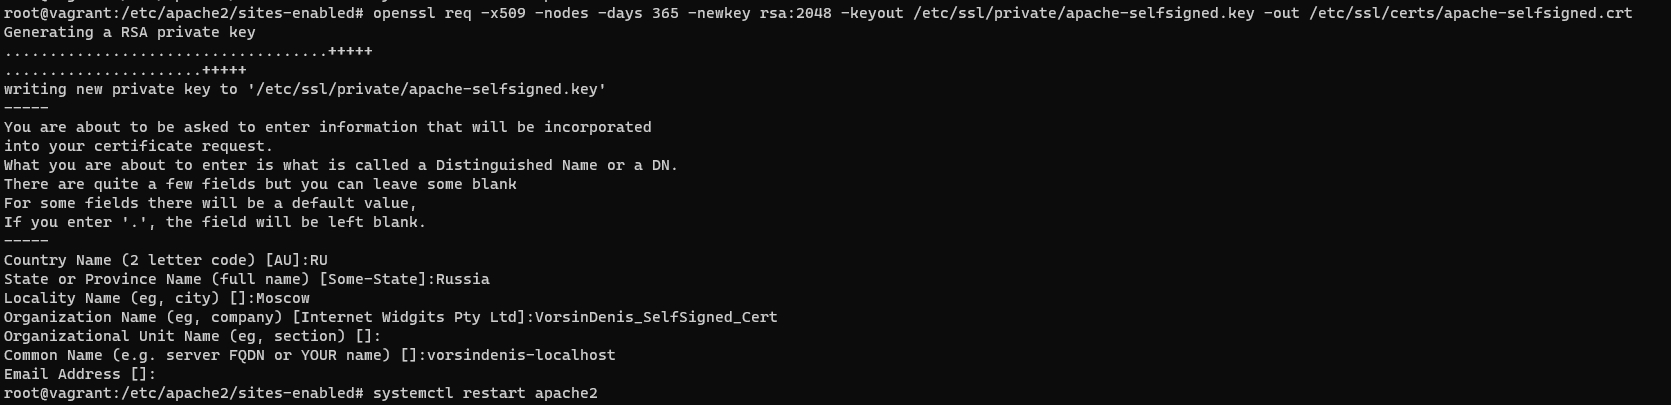 root@vagrant:/etc/apache2/sites-enabled# openssl req -x509 -nodes -days 365 -newkey rsa:2048 -keyout /etc/ssl/private/apache-selfsigned.key -out /etc/ssl/certs/apache-selfsigned.crt
Generating a RSA private key
....................................+++++
......................+++++
writing new private key to '/etc/ssl/private/apache-selfsigned.key'
-----
You are about to be asked to enter information that will be incorporated
into your certificate request.
What you are about to enter is what is called a Distinguished Name or a DN.
There are quite a few fields but you can leave some blank
For some fields there will be a default value,
If you enter '.', the field will be left blank.
-----
Country Name (2 letter code) [AU]:RU
State or Province Name (full name) [Some-State]:Russia
Locality Name (eg, city) []:Moscow
Organization Name (eg, company) [Internet Widgits Pty Ltd]:VorsinDenis_SelfSigned_Cert
Organizational Unit Name (eg, section) []:
Common Name (e.g. server FQDN or YOUR name) []:vorsindenis-localhost
Email Address []:
root@vagrant:/etc/apache2/sites-enabled# systemctl restart apache2